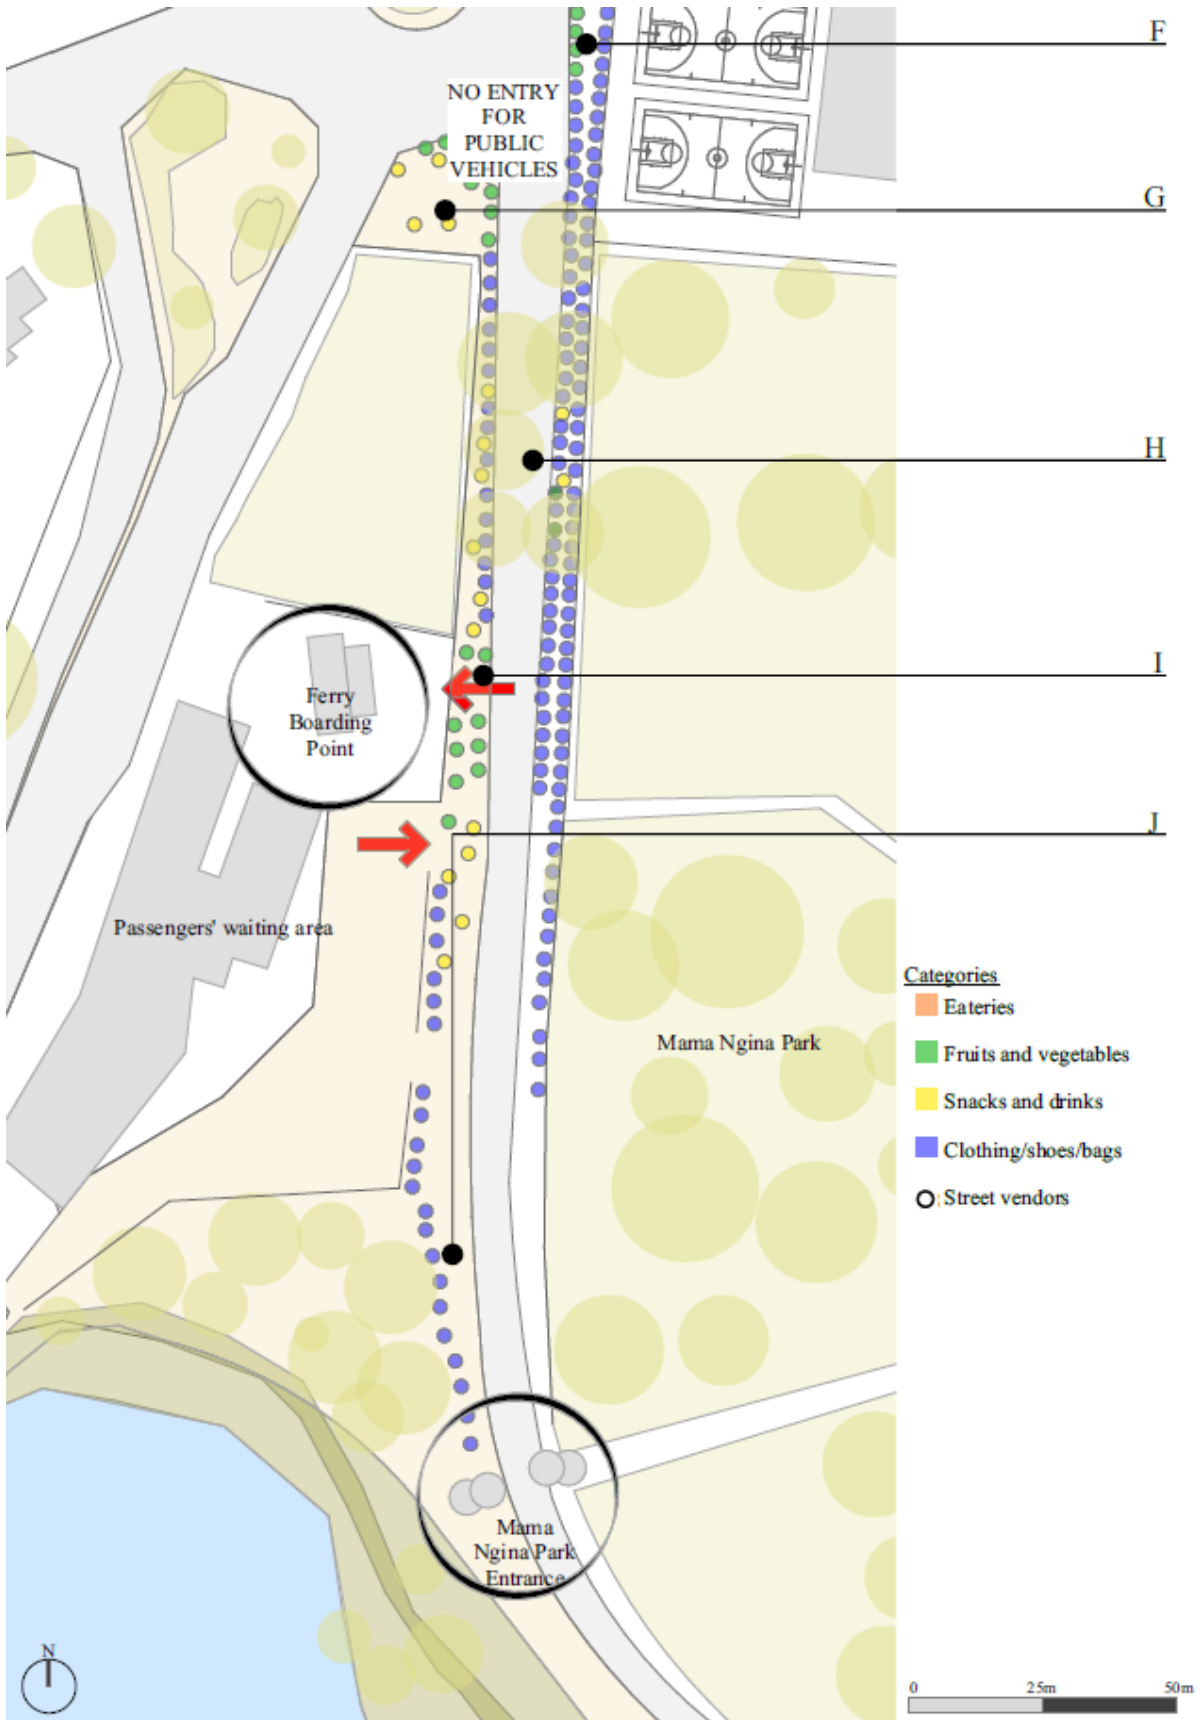 F
NO ENTRY
FOR
PUBLIC
VEHICLES
G
H
I
Ferry
Boarding
Point
J
Passengers' waiting area
Categories
Eateries
Mama Ngina Park
Fruits and vegetables
Snacks and drinks
Clothing/shoes/bags
Street vendors
Mama
Ngina Park
Entrance
N
0 25m 50m